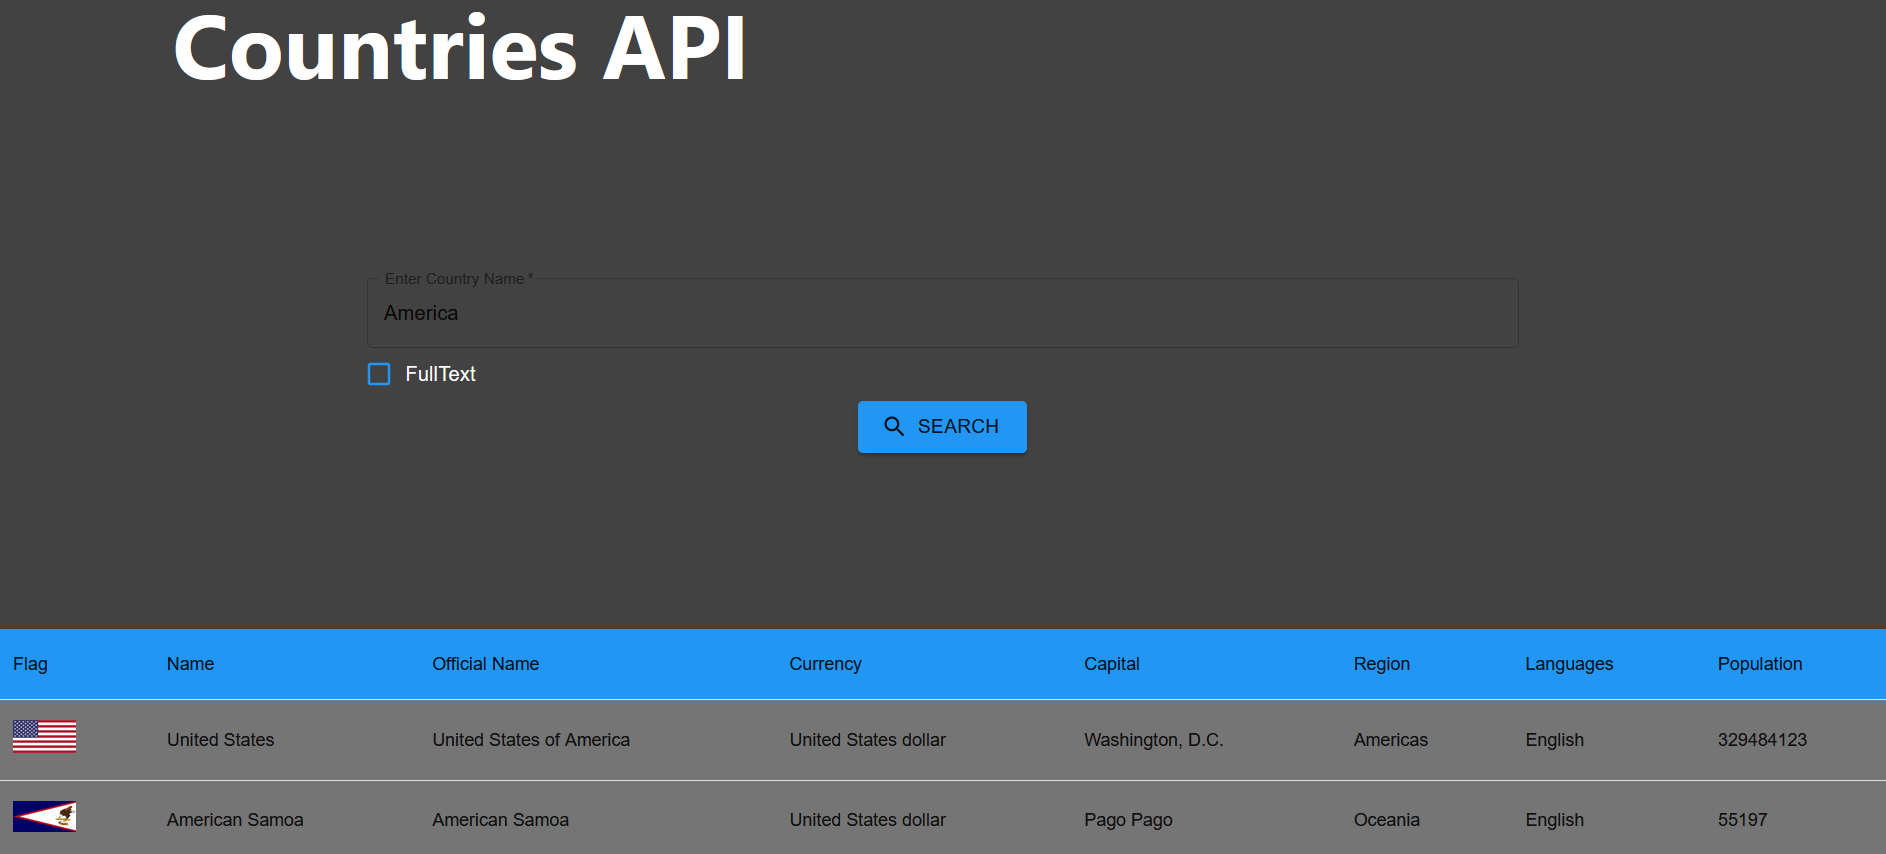 Countries API
Enter Country Name *
America
FullText
SEARCH
Flag Name Official Name Currency Capital Region Languages Population
United States United States of America United States dollar Washington, D.C. Americas English 329484123
American Samoa American Samoa United States dollar Pago Pago Oceania English 55197